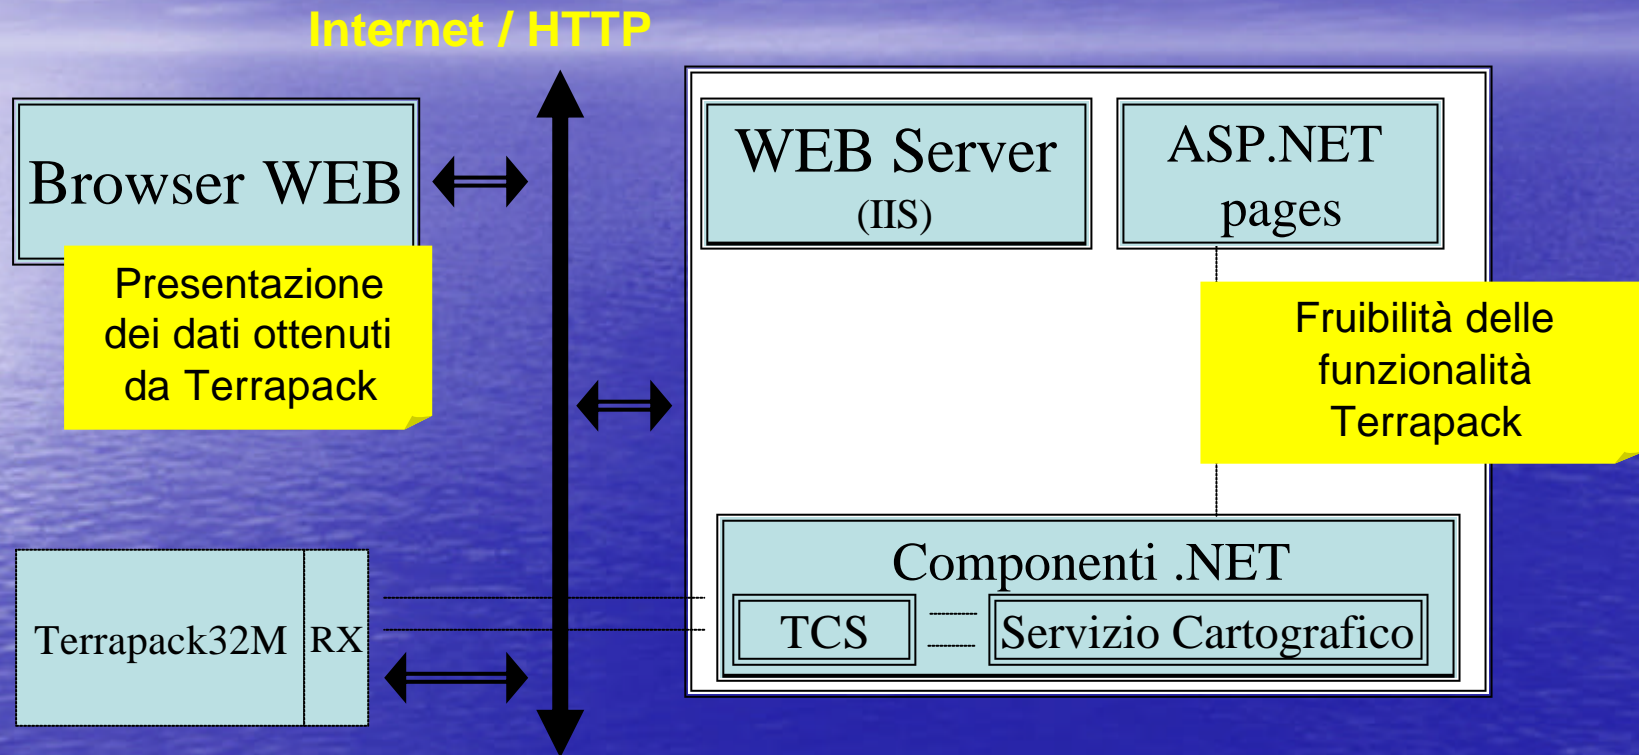 Internet / HTTP
Browser WEB
Presentazione
dei dati ottenuti
da Terrapack
WEB Server
(IIS)
ASP.NET
pages
Fruibilità delle
funzionalità
Terrapack
Componenti .NET
TCS
Servizio Cartografico
Terrapack32M
RX